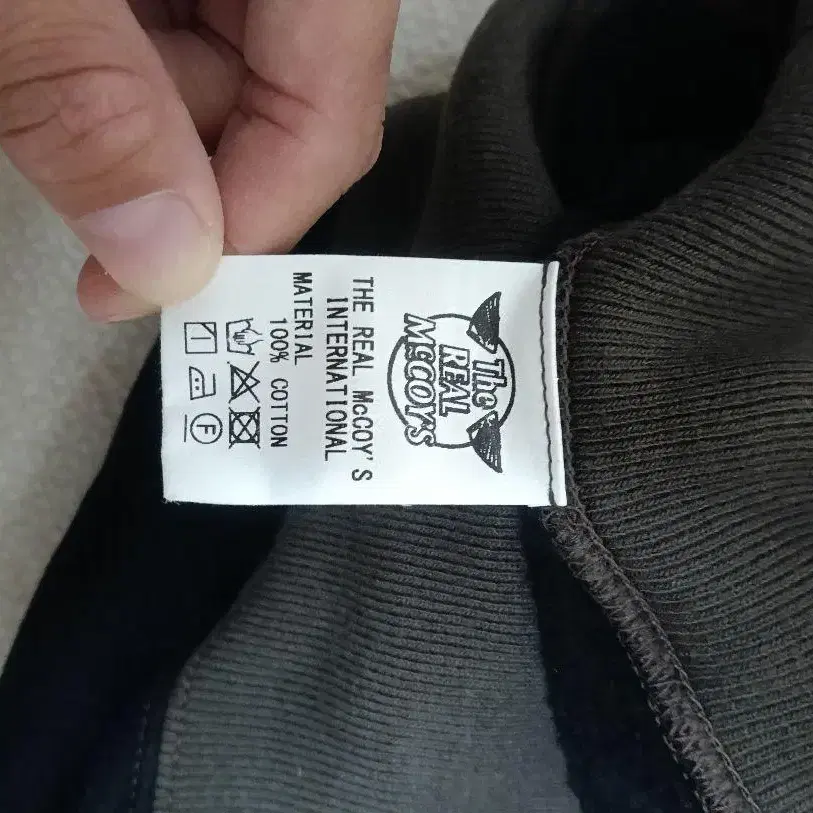 The
REAL
McCOY'S
THE REAL McCOY'S
INTERNATIONAL
MATERIAL
100% COTTON
F